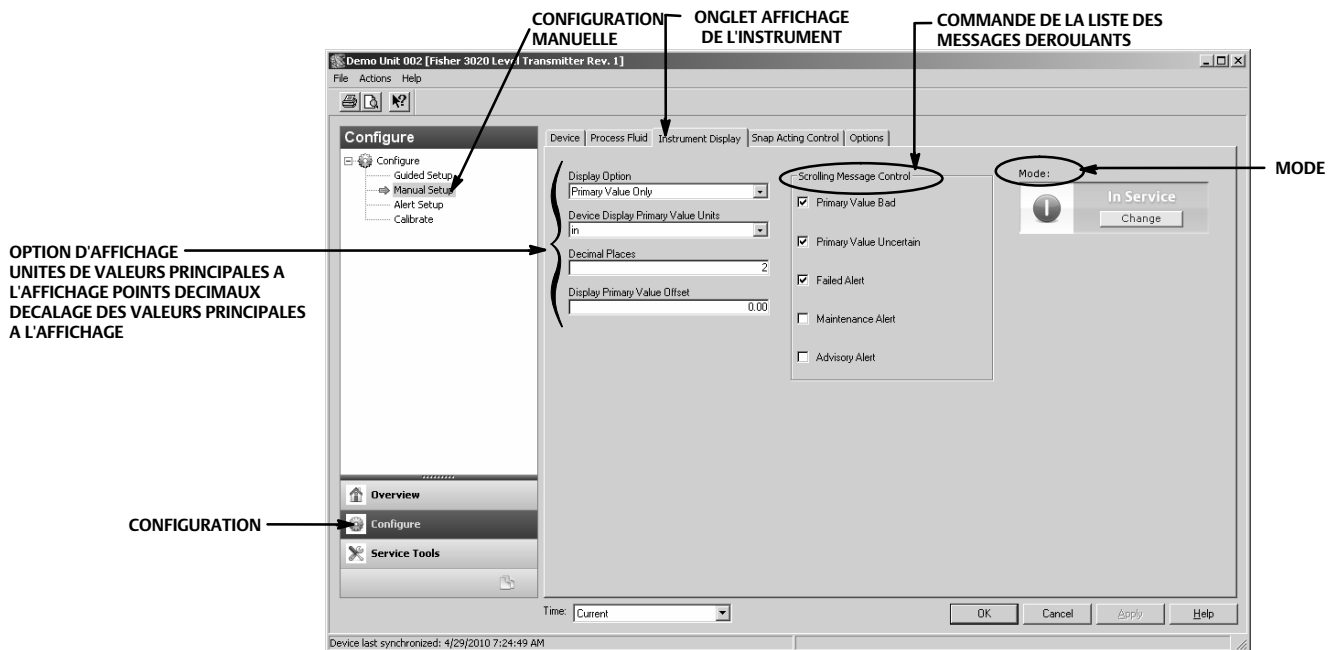 CONFIGURATION
MANUELLE
ONGLET AFFICHAGE
DE L'INSTRUMENT
COMMANDE DE LA LISTE DES
MESSAGES DEROULANTS
Demo Unit 002 [Fisher 3020 Level Transmitter Rev. 1]
File Actions Help
Configure
Configure
Guided Setup
Manual Setup
Alert Setup
Calibrate
Device
Process Fluid
Instrument Display
Snap Acting Control
Options
Display Option
Primary Value Only
Device Display Primary Value Units
in
Decimal Places
2
Display Primary Value Offset
0.00
Scrolling Message Control
Primary Value Bad
Primary Value Uncertain
Failed Alert
Maintenance Alert
Advisory Alert
Mode:
In Service
Change
MODE
OPTION D'AFFICHAGE
UNITES DE VALEURS PRINCIPALES A
L'AFFICHAGE POINTS DECIMAUX
DECALAGE DES VALEURS PRINCIPALES
A L'AFFICHAGE
Overview
CONFIGURATION
Configure
Service Tools
Time:
Current
OK
Cancel
Apply
Help
Device last synchronized: 4/29/2010 7:24:49 AM